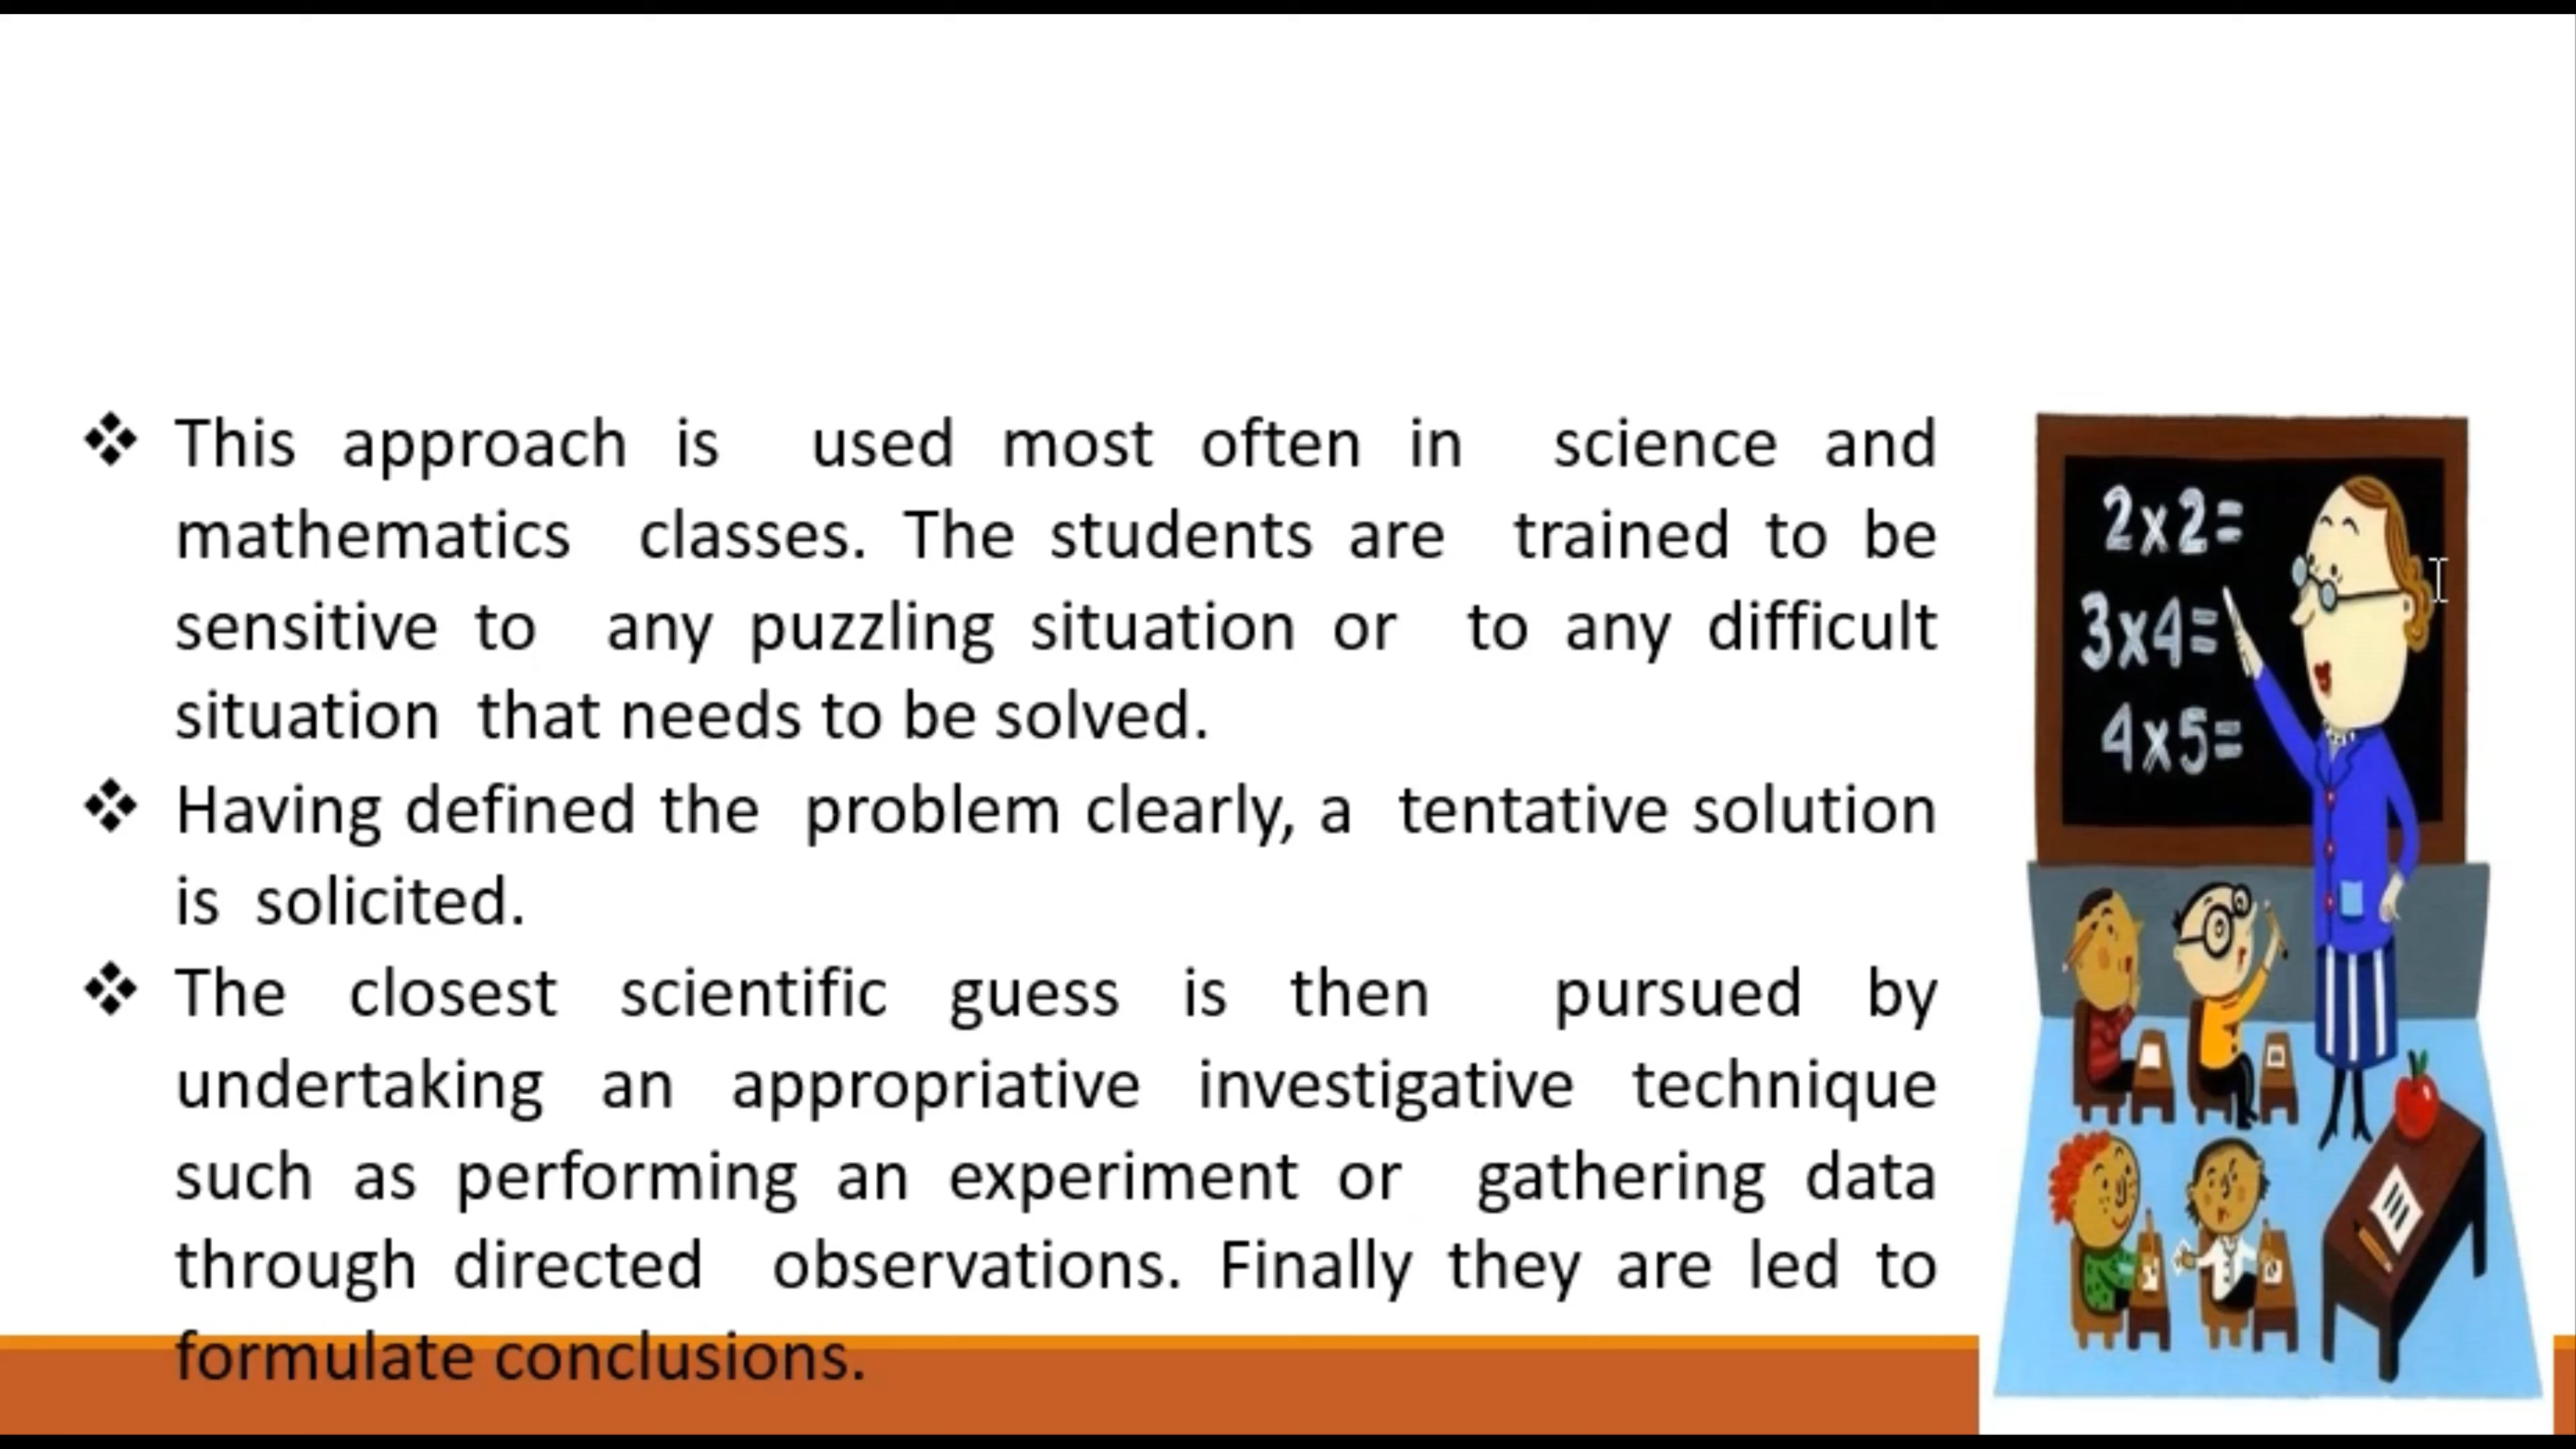 This approach is used most often in science and
mathematics classes. The students are trained to be
sensitive to any puzzling situation or to any difficult
situation that needs to be solved.
Having defined the problem clearly, a tentative solution
is solicited.
The closest scientific guess is then pursued by
undertaking an appropriative investigative technique
such as performing an experiment or gathering data
through directed observations. Finally they are led to
formulate conclusions.
2x2=
3x4=
4x5=